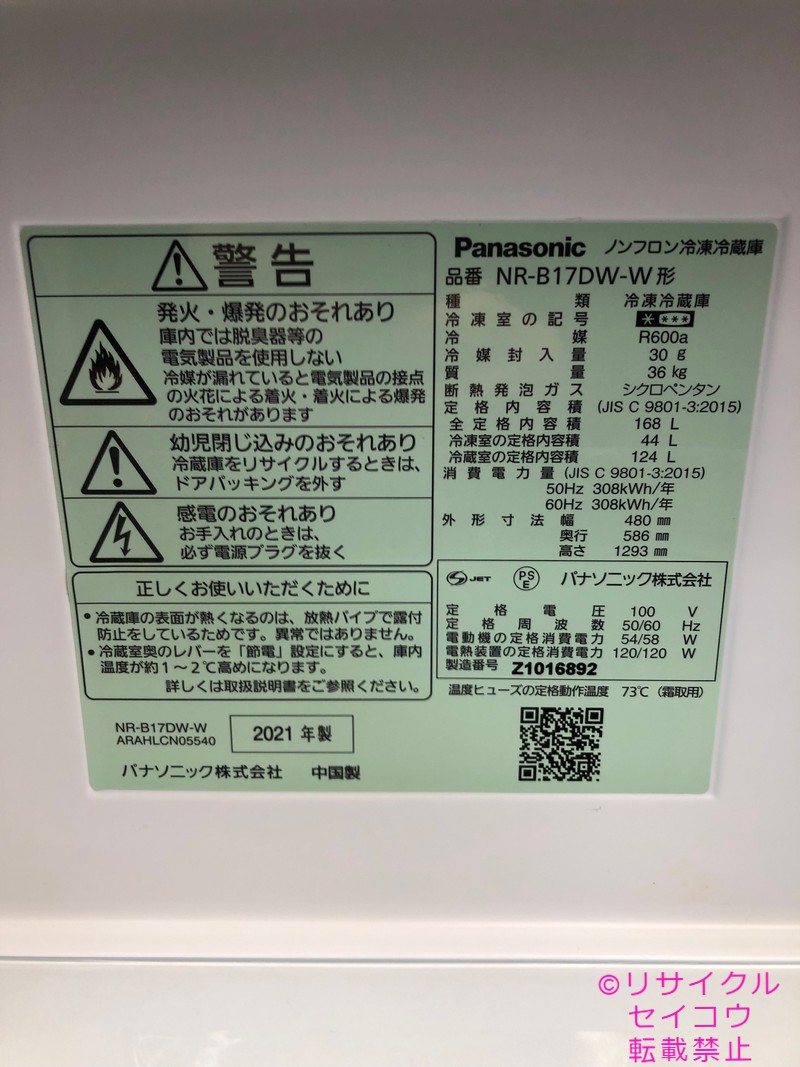 警告
発火・爆発のおそれあり
庫内では脱臭器等の
電気製品を使用しない
冷媒が漏れていると電気製品の接点
の火花による着火・着火による爆発
のおそれがあります
幼児閉じ込みのおそれあり
冷蔵庫をリサイクルするときは、
ドアパッキングを外す
感電のおそれあり
お手入れのときは、
必ず電源プラグを抜く
正しくお使いいただくために
・冷蔵庫の表面が熱くなるのは、放熱パイプで露付
防止をしているためです。異常ではありません。
・冷蔵室奥のレバーを「節電」設定にすると、庫内
温度が約1～2℃高めになります。
詳しくは取扱説明書をご参照ください。
NR-B17DW-W
ARAHLCN05540
2021年製
パナソニック株式会社 中国製
Panasonic ノンフロン冷凍冷蔵庫
品番 NR-B17DW-W形
種類 冷凍冷蔵庫
冷凍室の記号 ****
冷媒 R600a
冷媒封入量 30 g
質量 36 kg
断熱発泡ガス シクロペンタン
定格内容積 (JIS C 9801-3:2015)
全定格内容積 168 L
冷凍室の定格内容積 44 L
冷蔵室の定格内容積 124 L
消費電力量 (JIS C 9801-3:2015)
50Hz 308kWh/年
60Hz 308kWh/年
外形寸法 幅 480 mm
奥行 586 mm
高さ 1293 mm
JET PSE パナソニック株式会社
定格電圧 100 V
定格周波数 50/60 Hz
電動機の定格消費電力 54/58 W
電熱装置の定格消費電力 120/120 W
製造番号 Z1016892
温度ヒューズの定格動作温度 73℃(霜取用)
©リサイクル
セイコウ
転載禁止